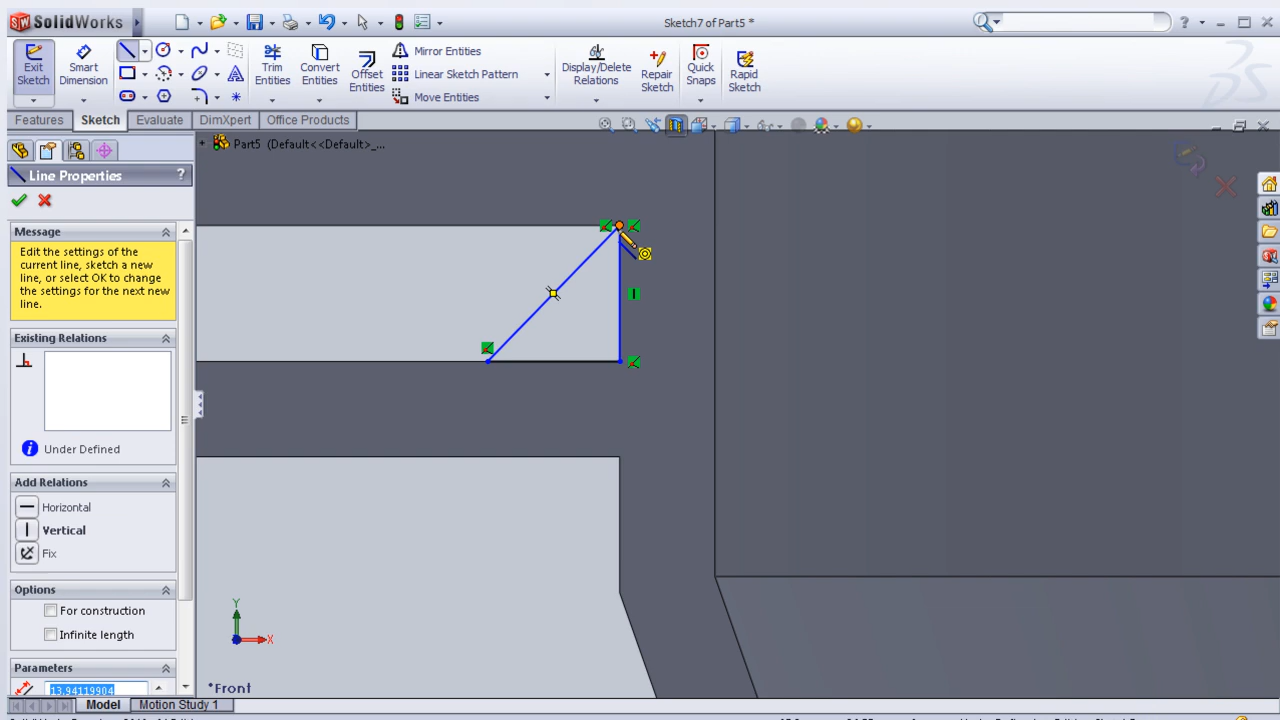 SolidWorks
Sketch7 of Part5 *
Exit Sketch
Smart Dimension
Trim Entities
Convert Entities
Offset Entities
Mirror Entities
Linear Sketch Pattern
Move Entities
Display/Delete Relations
Repair Sketch
Quick Snaps
Rapid Sketch
Features
Sketch
Evaluate
DimXpert
Office Products
Part5 (Default<<Default>_...
Line Properties
?
Message
Edit the settings of the
current line, sketch a new
line, or select OK to change
the settings for the next new
line.
Existing Relations
Under Defined
Add Relations
Horizontal
Vertical
Fix
Options
For construction
Infinite length
Parameters
13.94119904
Y
X
*Front
Model
Motion Study 1